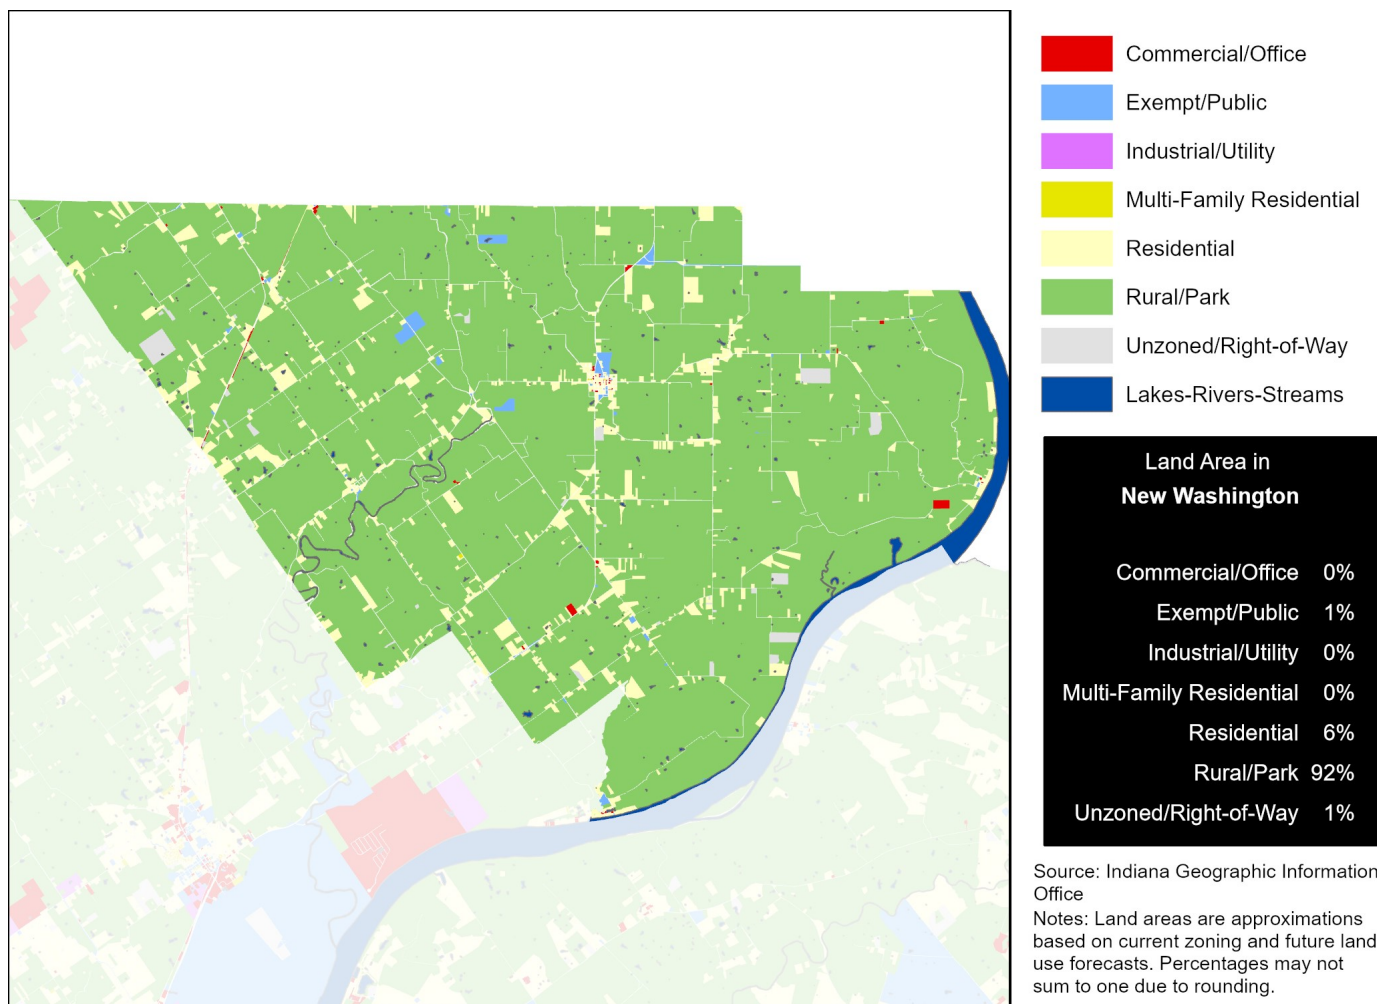 Commercial/Office
Exempt/Public
Industrial/Utility
Multi-Family Residential
Residential
Rural/Park
Unzoned/Right-of-Way
Lakes-Rivers-Streams
Land Area in
New Washington
Commercial/Office 0%
Exempt/Public 1%
Industrial/Utility 0%
Multi-Family Residential 0%
Residential 6%
Rural/Park 92%
Unzoned/Right-of-Way 1%
Source: Indiana Geographic Information
Office
Notes: Land areas are approximations
based on current zoning and future land
use forecasts. Percentages may not
sum to one due to rounding.